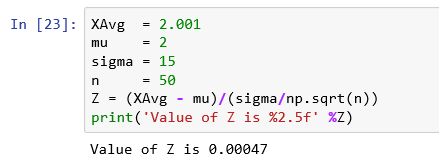 In [23]: XAvg  = 2.001
mu    = 2
sigma = 15
n     = 50
Z = (XAvg - mu)/(sigma/np.sqrt(n))
print('Value of Z is %2.5f' %Z)
Value of Z is 0.00047